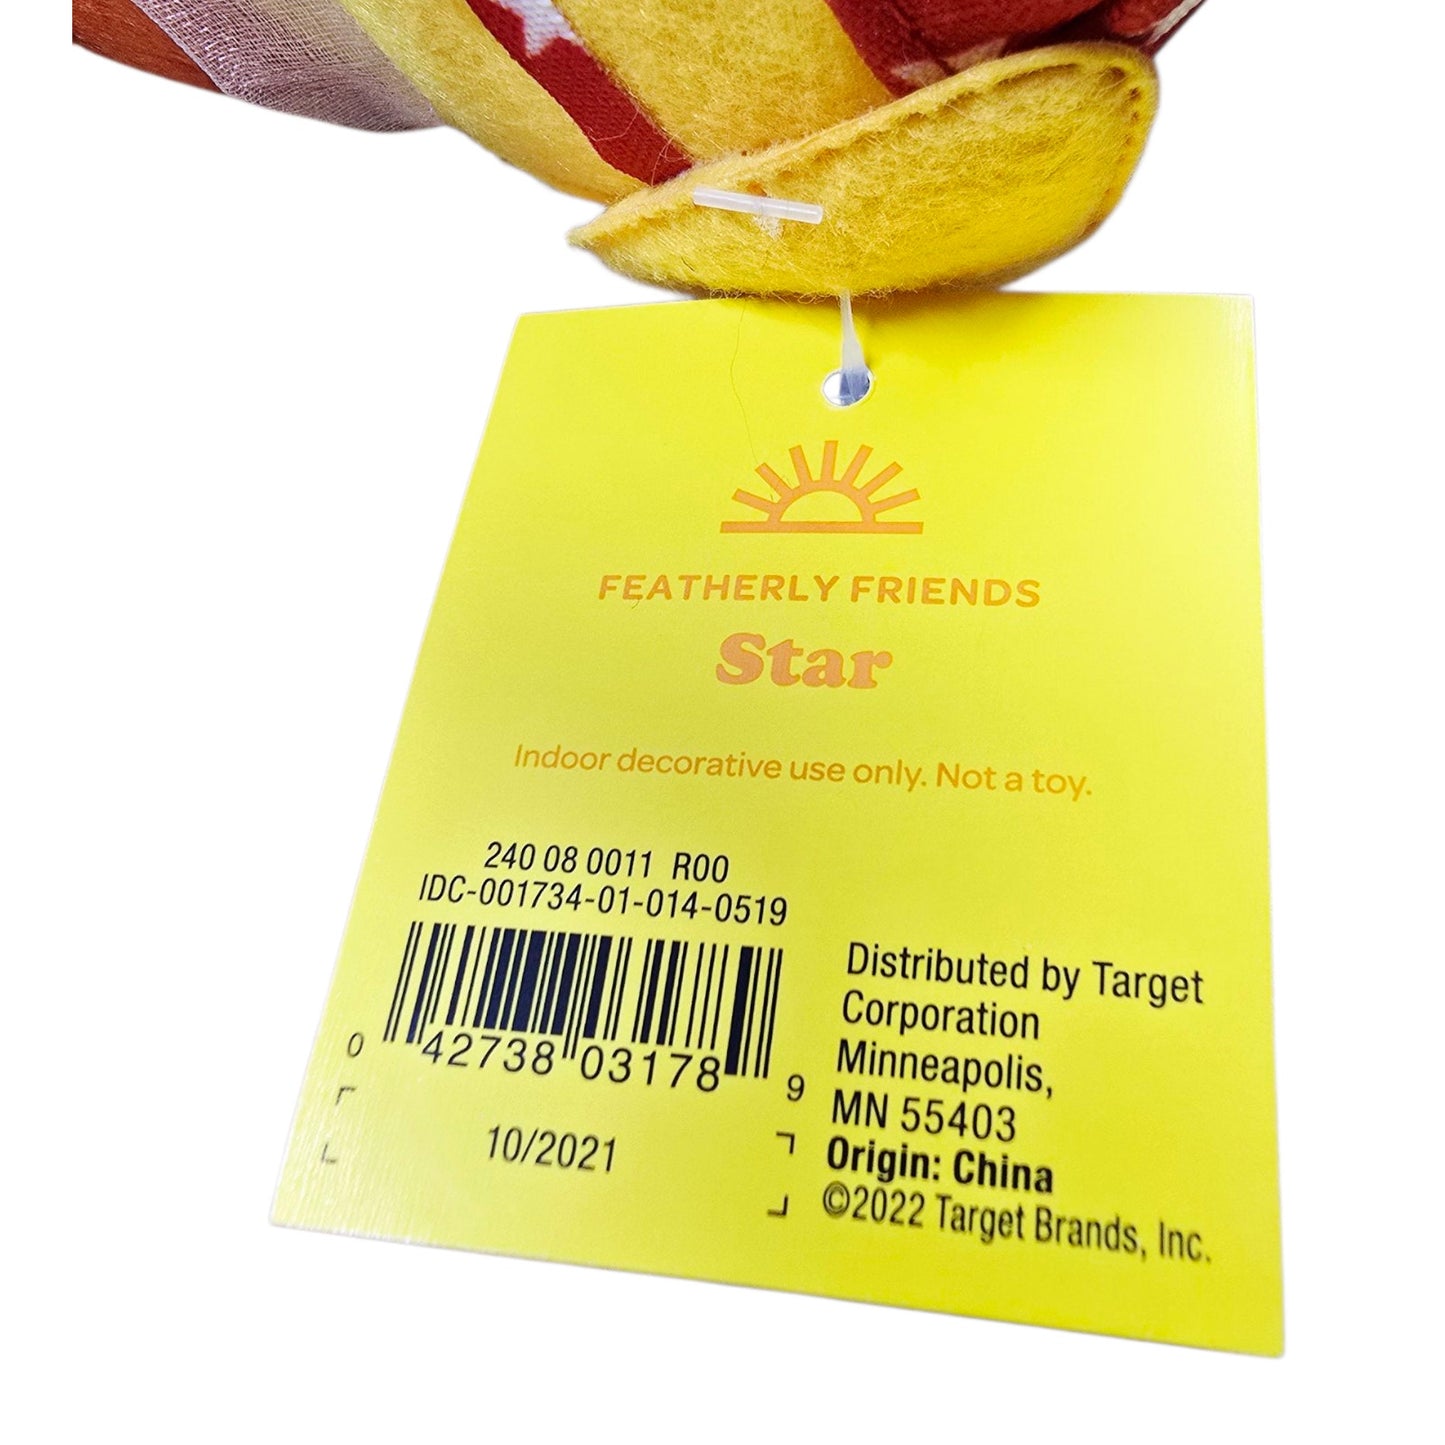 FEATHERLY FRIENDS
Star
Indoor decorative use only. Not a toy.
240 08 0011 R00
IDC-001734-01-014-0519
0 42738 03178 9
10/2021
Distributed by Target
Corporation
Minneapolis,
MN 55403
Origin: China
©2022 Target Brands, Inc.